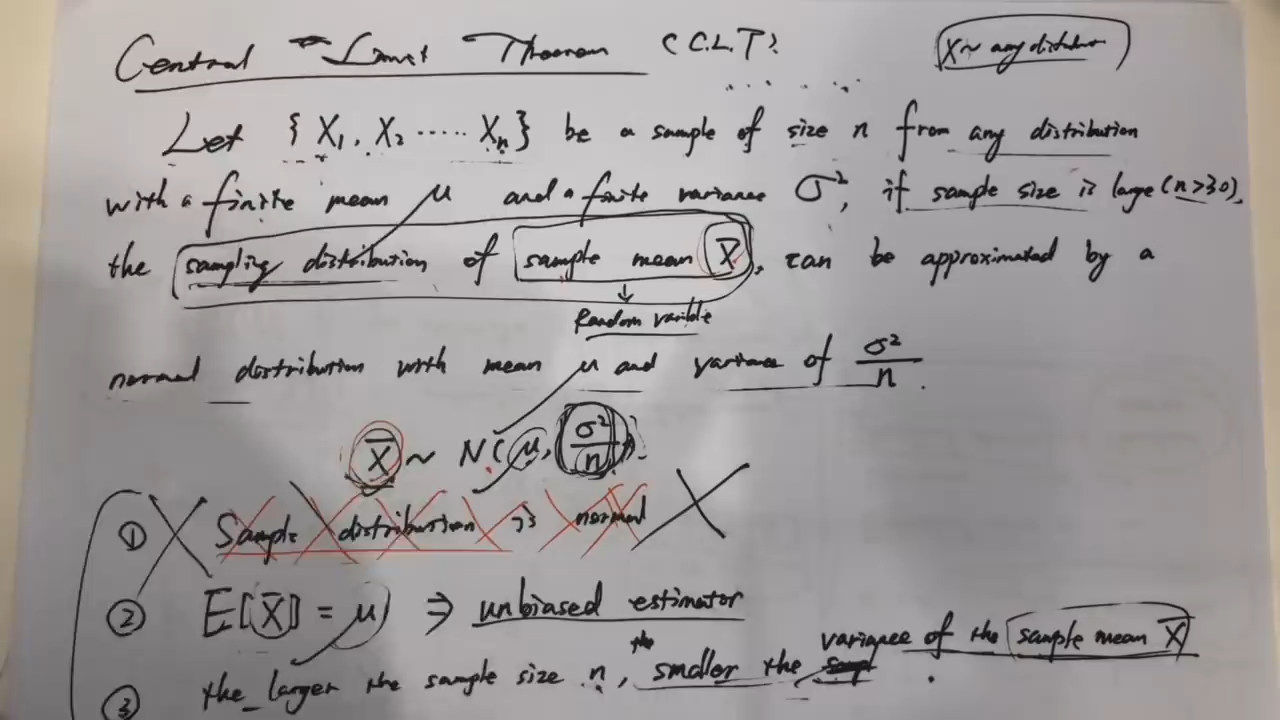 Central Limit Theorem (C.L.T).
X ~ any distribution
Let {X₁, X₂ ····· Xₙ} be a sample of size n from any distribution
with a finite mean μ and a finite variance σ², if sample size is large (n>30),
the sampling distribution of sample mean X̄, can be approximated by a
↓
Random variable
normal distribution with mean μ and variance of σ²/n.
X̄ ~ N(μ, σ²/n).
① Sample distribution is normal
② E[X̄] = μ ⇒ unbiased estimator
③ the larger the sample size n, the smaller the variance of the sample mean X̄.